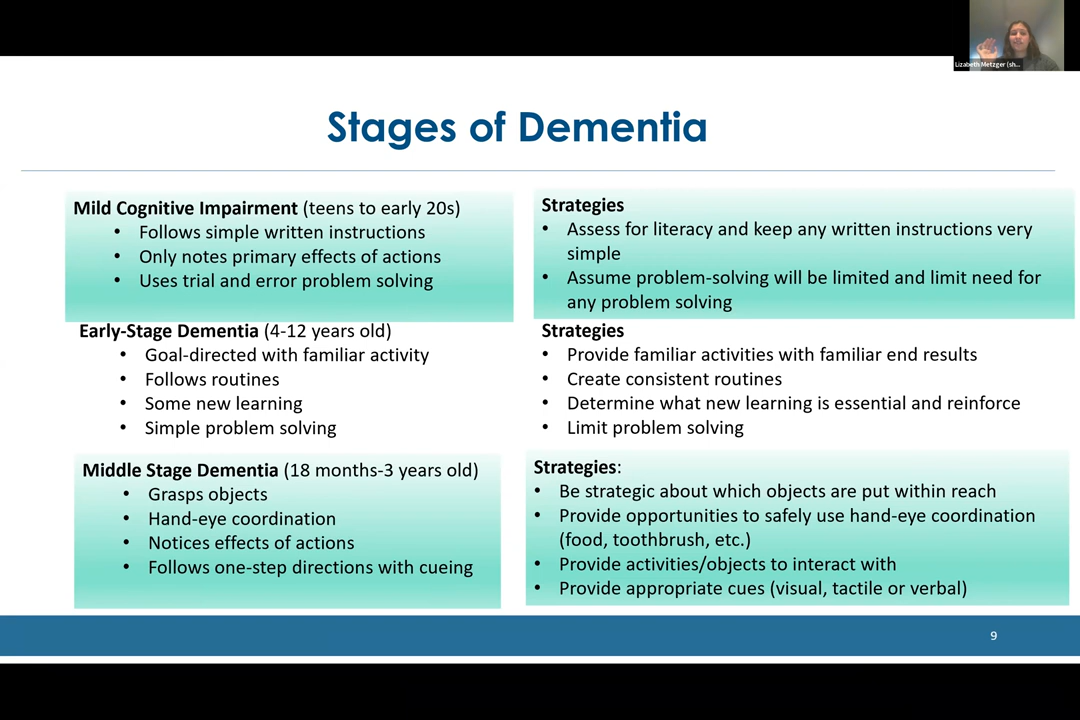 Lizabeth Metzger (sh...
Stages of Dementia
Mild Cognitive Impairment (teens to early 20s)
• Follows simple written instructions
• Only notes primary effects of actions
• Uses trial and error problem solving
Strategies
• Assess for literacy and keep any written instructions very
simple
• Assume problem-solving will be limited and limit need for
any problem solving
Early-Stage Dementia (4-12 years old)
• Goal-directed with familiar activity
• Follows routines
• Some new learning
• Simple problem solving
Strategies
• Provide familiar activities with familiar end results
• Create consistent routines
• Determine what new learning is essential and reinforce
• Limit problem solving
Middle Stage Dementia (18 months-3 years old)
• Grasps objects
• Hand-eye coordination
• Notices effects of actions
• Follows one-step directions with cueing
Strategies:
• Be strategic about which objects are put within reach
• Provide opportunities to safely use hand-eye coordination
(food, toothbrush, etc.)
• Provide activities/objects to interact with
• Provide appropriate cues (visual, tactile or verbal)
9